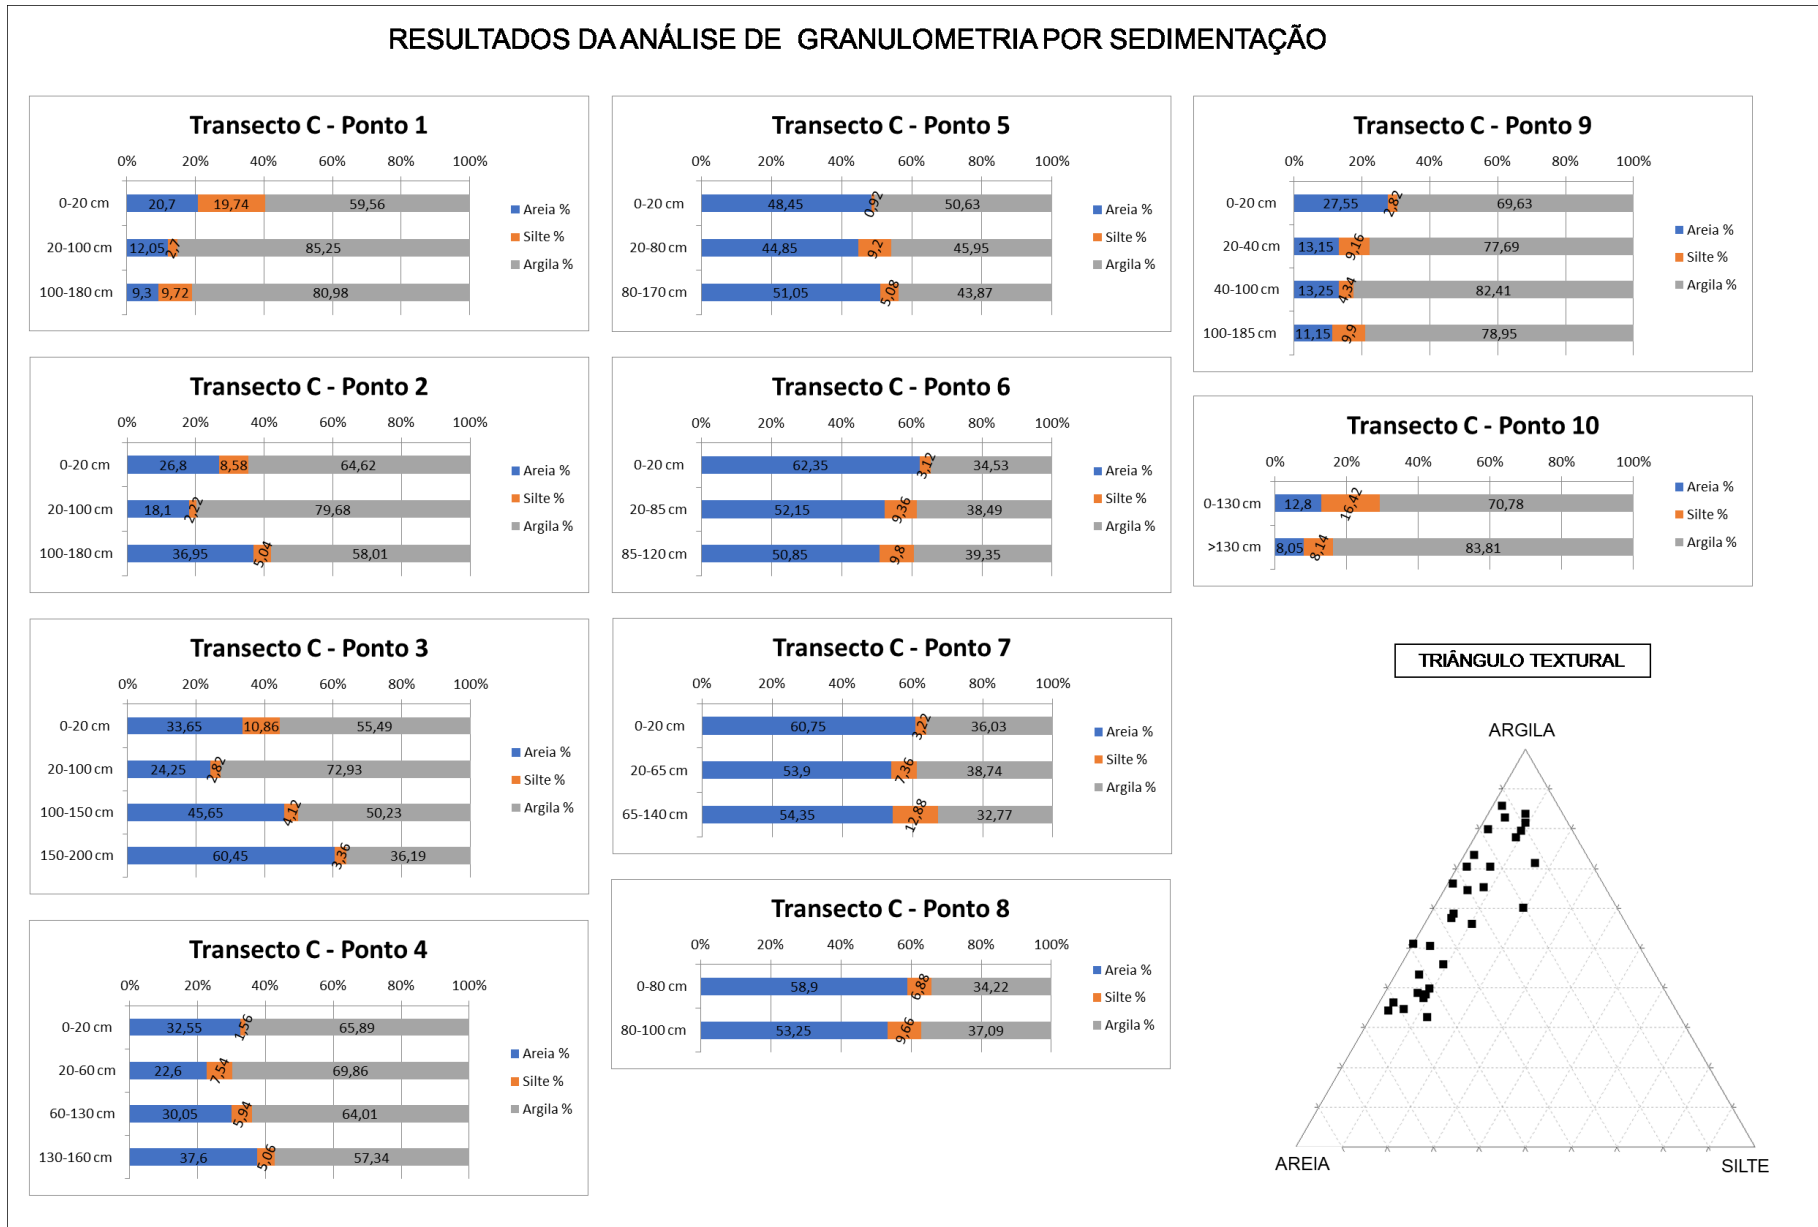 RESULTADOS DA ANÁLISE DE GRANULOMETRIA POR SEDIMENTAÇÃO
Transecto C - Ponto 1
0% 20% 40% 60% 80% 100%
0-20 cm 20,7 19,74 59,56
20-100 cm 12,05 2,7 85,25
100-180 cm 9,3 9,72 80,98
Areia %
Silte %
Argila %
Transecto C - Ponto 2
0% 20% 40% 60% 80% 100%
0-20 cm 26,8 8,58 64,62
20-100 cm 18,1 2,22 79,68
100-180 cm 36,95 5,04 58,01
Areia %
Silte %
Argila %
Transecto C - Ponto 3
0% 20% 40% 60% 80% 100%
0-20 cm 33,65 10,86 55,49
20-100 cm 24,25 2,82 72,93
100-150 cm 45,65 4,12 50,23
150-200 cm 60,45 3,36 36,19
Areia %
Silte %
Argila %
Transecto C - Ponto 4
0% 20% 40% 60% 80% 100%
0-20 cm 32,55 1,56 65,89
20-60 cm 22,6 7,54 69,86
60-130 cm 30,05 5,94 64,01
130-160 cm 37,6 5,06 57,34
Areia %
Silte %
Argila %
Transecto C - Ponto 5
0% 20% 40% 60% 80% 100%
0-20 cm 48,45 0,92 50,63
20-80 cm 44,85 9,2 45,95
80-170 cm 51,05 5,08 43,87
Areia %
Silte %
Argila %
Transecto C - Ponto 6
0% 20% 40% 60% 80% 100%
0-20 cm 62,35 3,12 34,53
20-85 cm 52,15 9,36 38,49
85-120 cm 50,85 9,8 39,35
Areia %
Silte %
Argila %
Transecto C - Ponto 7
0% 20% 40% 60% 80% 100%
0-20 cm 60,75 3,22 36,03
20-65 cm 53,9 7,36 38,74
65-140 cm 54,35 12,88 32,77
Areia %
Silte %
Argila %
Transecto C - Ponto 8
0% 20% 40% 60% 80% 100%
0-80 cm 58,9 6,88 34,22
80-100 cm 53,25 9,66 37,09
Areia %
Silte %
Argila %
Transecto C - Ponto 9
0% 20% 40% 60% 80% 100%
0-20 cm 27,55 2,82 69,63
20-40 cm 13,15 9,16 77,69
40-100 cm 13,25 4,34 82,41
100-185 cm 11,15 9,9 78,95
Areia %
Silte %
Argila %
Transecto C - Ponto 10
0% 20% 40% 60% 80% 100%
0-130 cm 12,8 16,42 70,78
>130 cm 8,05 8,14 83,81
Areia %
Silte %
Argila %
TRIÂNGULO TEXTURAL
ARGILA
AREIA SILTE